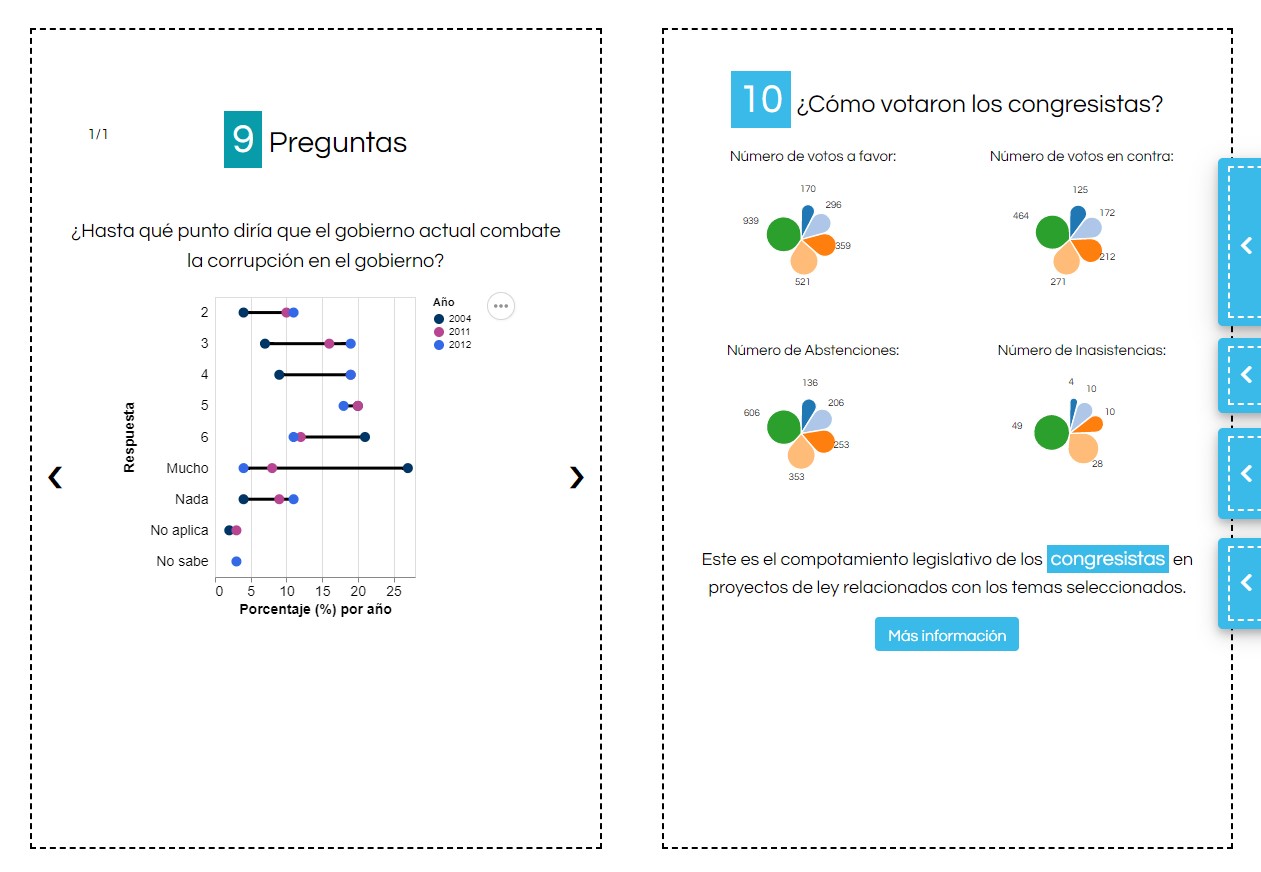 1/1
9 Preguntas
¿Hasta qué punto diría que el gobierno actual combate
la corrupción en el gobierno?
Año
2004
2011
2012
Respuesta
2
3
4
5
6
Mucho
Nada
No aplica
No sabe
0 5 10 15 20 25
Porcentaje (%) por año
10 ¿Cómo votaron los congresistas?
Número de votos a favor:
170
296
359
521
939
Número de votos en contra:
125
172
212
271
464
Número de Abstenciones:
136
206
253
353
606
Número de Inasistencias:
4
10
10
28
49
Este es el compotamiento legislativo de los congresistas en
proyectos de ley relacionados con los temas seleccionados.
Más información